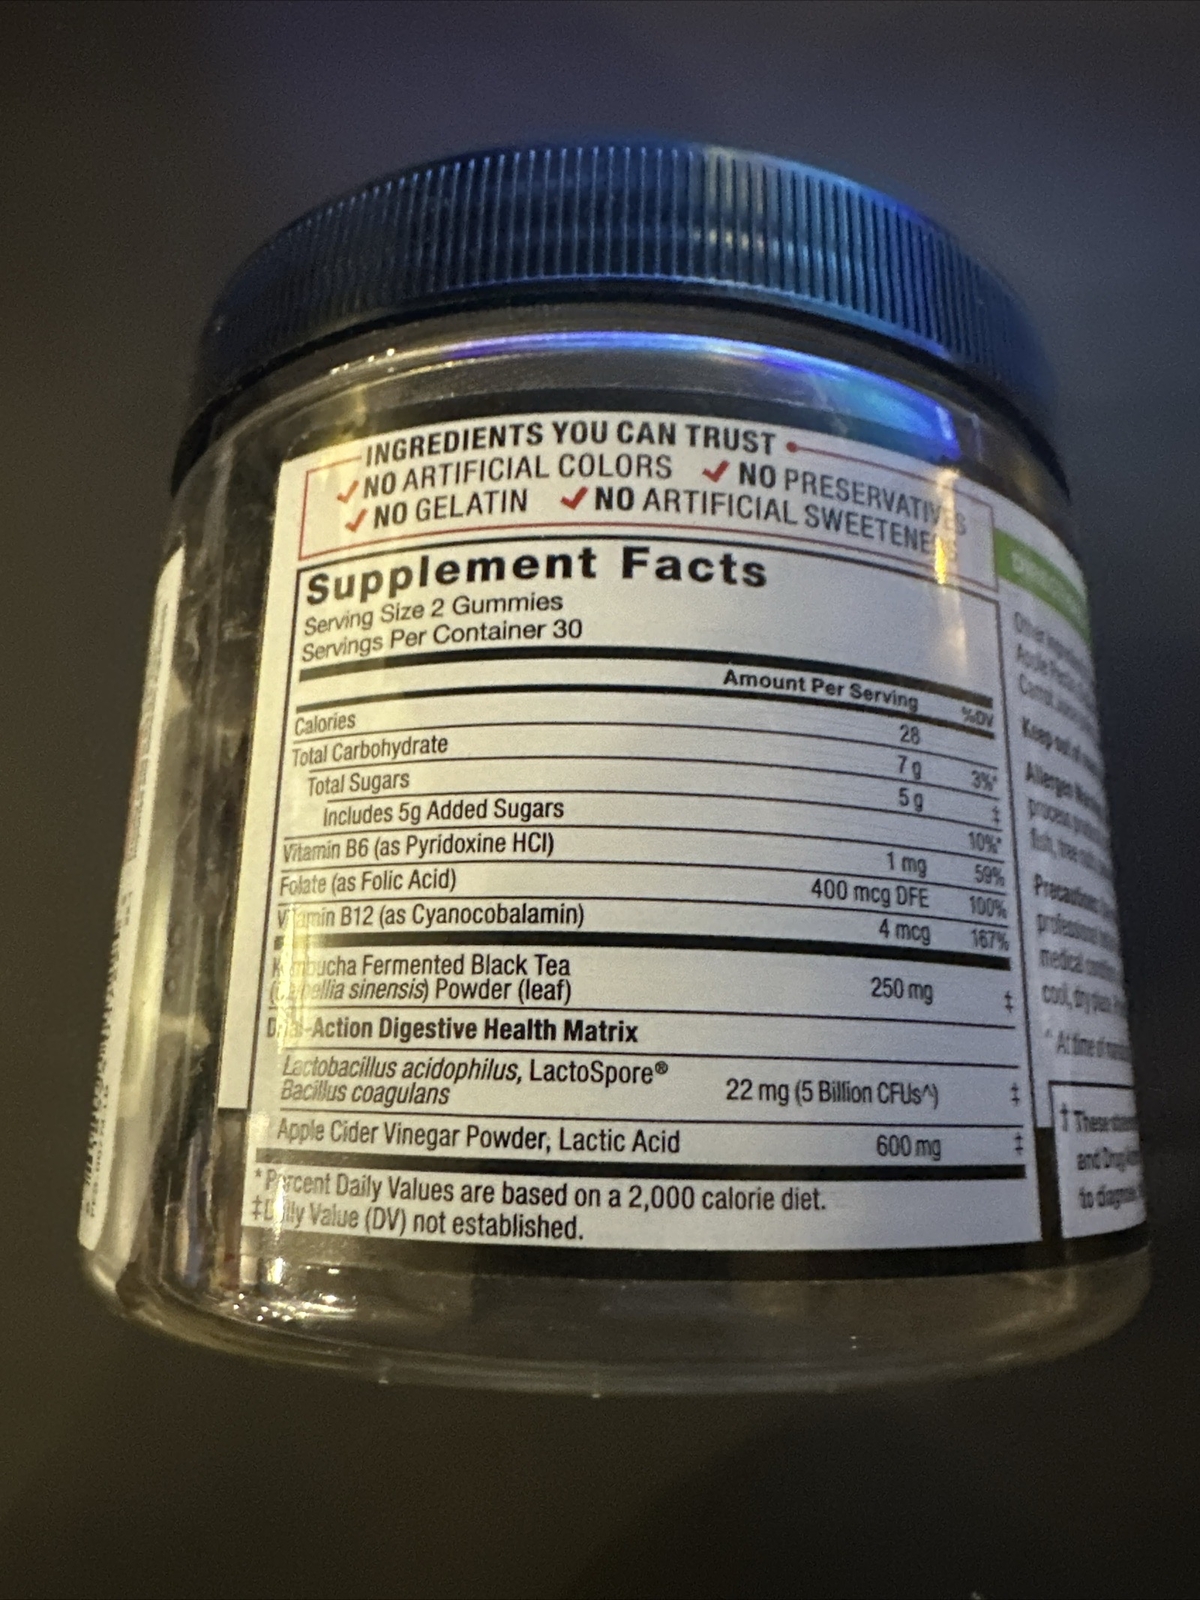 INGREDIENTS YOU CAN TRUST
NO ARTIFICIAL COLORS NO PRESERVATIVES
NO GELATIN NO ARTIFICIAL SWEETENERS
Supplement Facts
Serving Size 2 Gummies
Servings Per Container 30
Amount Per Serving %DV
Calories 28
Total Carbohydrate 7 g 3%*
Total Sugars 5 g ‡
Includes 5g Added Sugars 10%*
Vitamin B6 (as Pyridoxine HCl) 1 mg 59%
Folate (as Folic Acid) 400 mcg DFE 100%
Vitamin B12 (as Cyanocobalamin) 4 mcg 167%
Kombucha Fermented Black Tea
(Camellia sinensis) Powder (leaf) 250 mg ‡
Dual-Action Digestive Health Matrix
Lactobacillus acidophilus, LactoSpore®
Bacillus coagulans 22 mg (5 Billion CFUs^) ‡
Apple Cider Vinegar Powder, Lactic Acid 600 mg ‡
*Percent Daily Values are based on a 2,000 calorie diet.
‡Daily Value (DV) not established.
Keep out of
Precautions:
medical
cool, dry place.
^ At time of
† These
and Drug
to diagnose